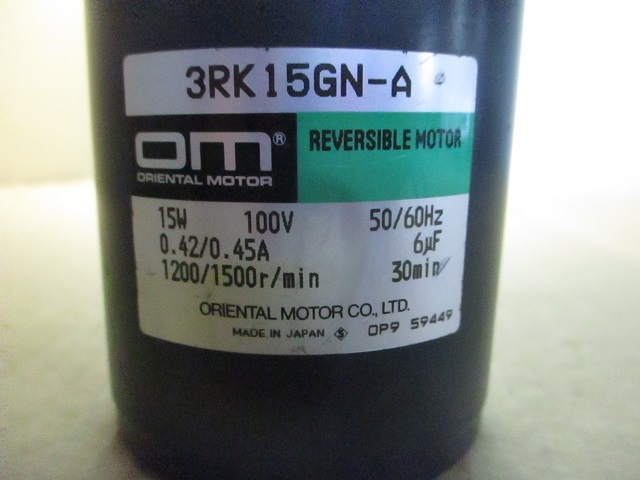 3RK15GN-A
OM®
ORIENTAL MOTOR
REVERSIBLE MOTOR
15W 100V 50/60Hz
0.42/0.45A 6μF
1200/1500r/min 30min
ORIENTAL MOTOR CO., LTD.
MADE IN JAPAN S OP9 59449